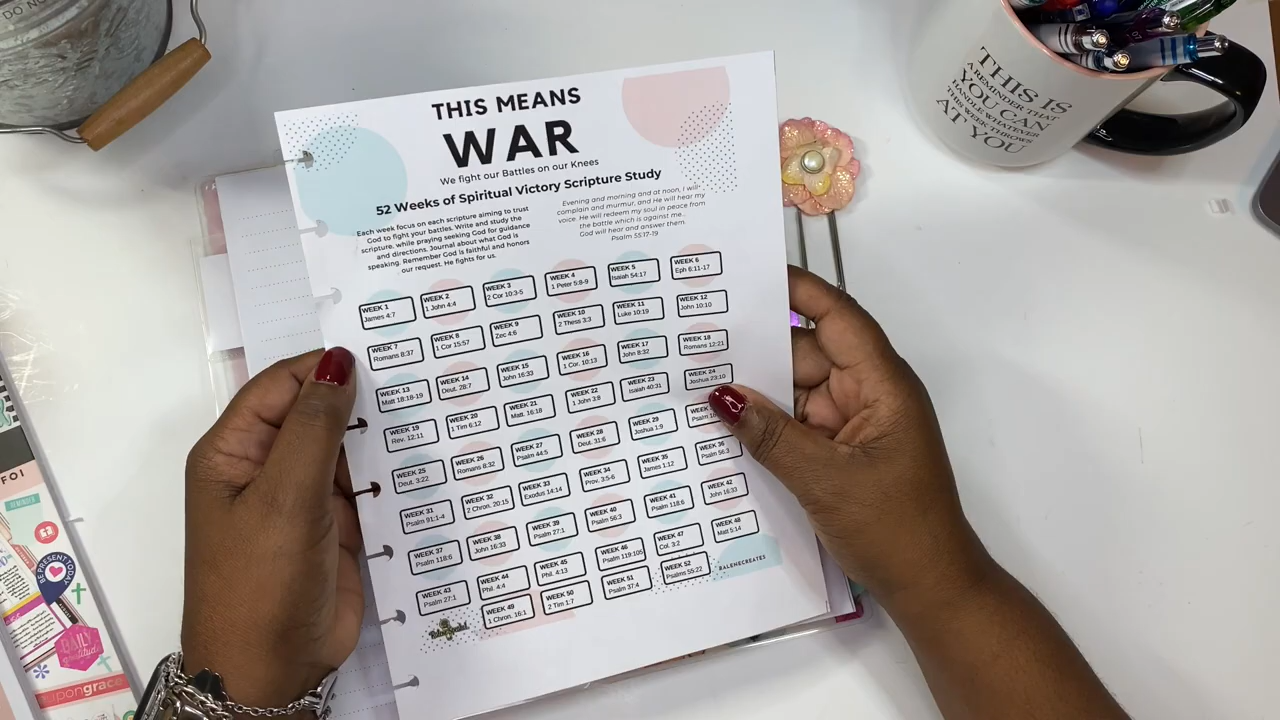 DO NO
THIS MEANS
WAR
We fight our Battles on our Knees
52 Weeks of Spiritual Victory Scripture Study
Each week focus on each scripture aiming to trust
God to fight your battles. Write and study the
scripture, while praying seeking God for guidance
and directions. Journal about what God is
speaking. Remember God is faithful and honors
our request. He fights for us.
Evening and morning and at noon, I will
complain and murmur, and He will hear my
voice. He will redeem my soul in peace from
the battle which is against me...
God will hear and answer them.
Psalm 55:17-19
WEEK 1
James 4:7
WEEK 2
1 John 4:4
WEEK 3
2 Cor 10:3-5
WEEK 4
1 Peter 5:8-9
WEEK 5
Isaiah 54:17
WEEK 6
Eph 6:11-17
WEEK 7
Romans 8:37
WEEK 8
1 Cor 15:57
WEEK 9
Zec 4:6
WEEK 10
2 Thess 3:3
WEEK 11
Luke 10:19
WEEK 12
John 10:10
WEEK 13
Matt 18:18-19
WEEK 14
Deut. 28:7
WEEK 15
John 16:33
WEEK 16
1 Cor. 10:13
WEEK 17
John 8:32
WEEK 18
Romans 12:21
WEEK 19
Rev. 12:11
WEEK 20
1 Tim 6:12
WEEK 21
Matt. 16:18
WEEK 22
1 John 3:8
WEEK 23
Isaiah 40:31
WEEK 24
Joshua 23:10
WEEK 25
Deut. 3:22
WEEK 26
Romans 8:32
WEEK 27
Psalm 44:5
WEEK 28
Deut. 31:6
WEEK 29
Joshua 1:9
Psalm
WEEK 31
Psalm 91:1-4
WEEK 32
2 Chron. 20:15
WEEK 33
Exodus 14:14
WEEK 34
Prov. 3:5-6
WEEK 35
James 1:12
WEEK 36
Psalm 56:3
WEEK 37
Psalm 118:6
WEEK 38
John 16:33
WEEK 39
Psalm 27:1
WEEK 40
Psalm 56:3
WEEK 41
Psalm 118:6
WEEK 42
John 16:33
WEEK 43
Psalm 27:1
WEEK 44
Phil. 4:4
WEEK 45
Phil. 4:13
WEEK 46
Psalm 119:105
WEEK 47
Col. 3:2
WEEK 48
Matt 5:14
WEEK 49
1 Chron. 16:1
WEEK 50
2 Tim 1:7
WEEK 51
Psalm 37:4
WEEK 52
Psalms 55:22
RALENECREATES
THIS IS
A REMINDER THAT
YOU CAN
HANDLE WHATEVER
THIS WEEK THROWS
AT YOU
FOI
REMINDER
BE PRESENT TODAY
upongrace